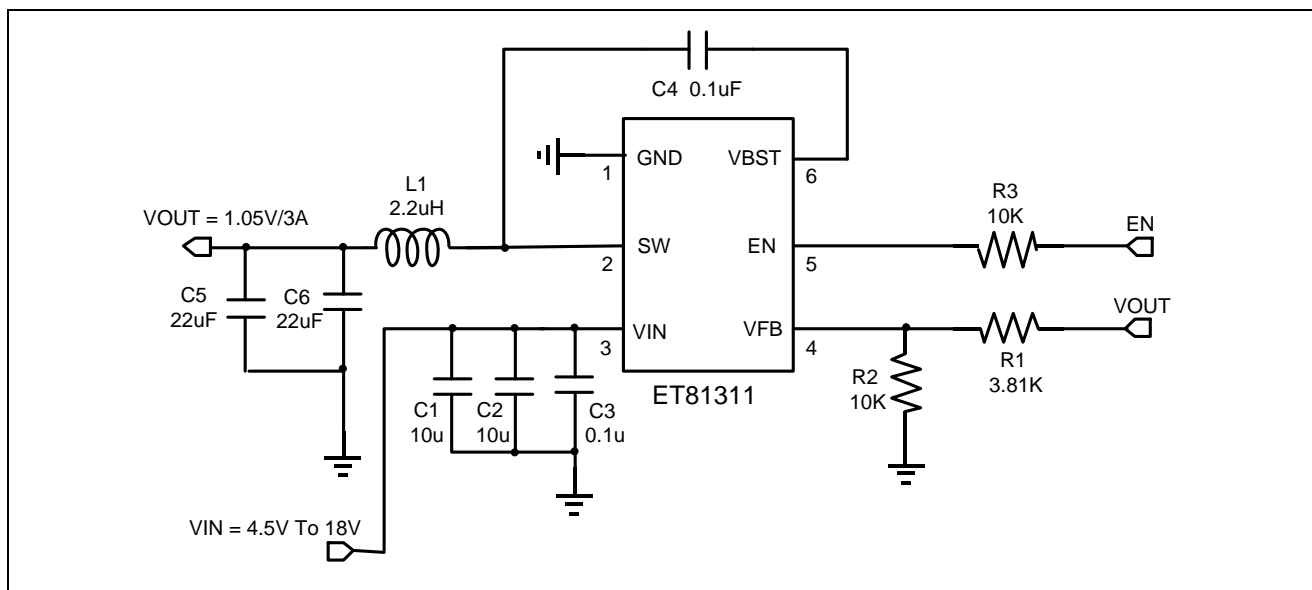 C4 0.1uF
GND
VBST
1
6
L1
2.2uH
R3
10K
VOUT = 1.05V/3A
EN
SW
EN
2
5
C5
22uF
C6
22uF
VOUT
VIN
VFB
3
4
R1
3.81K
R2
10K
ET81311
C1
10u
C2
10u
C3
0.1u
VIN = 4.5V To 18V